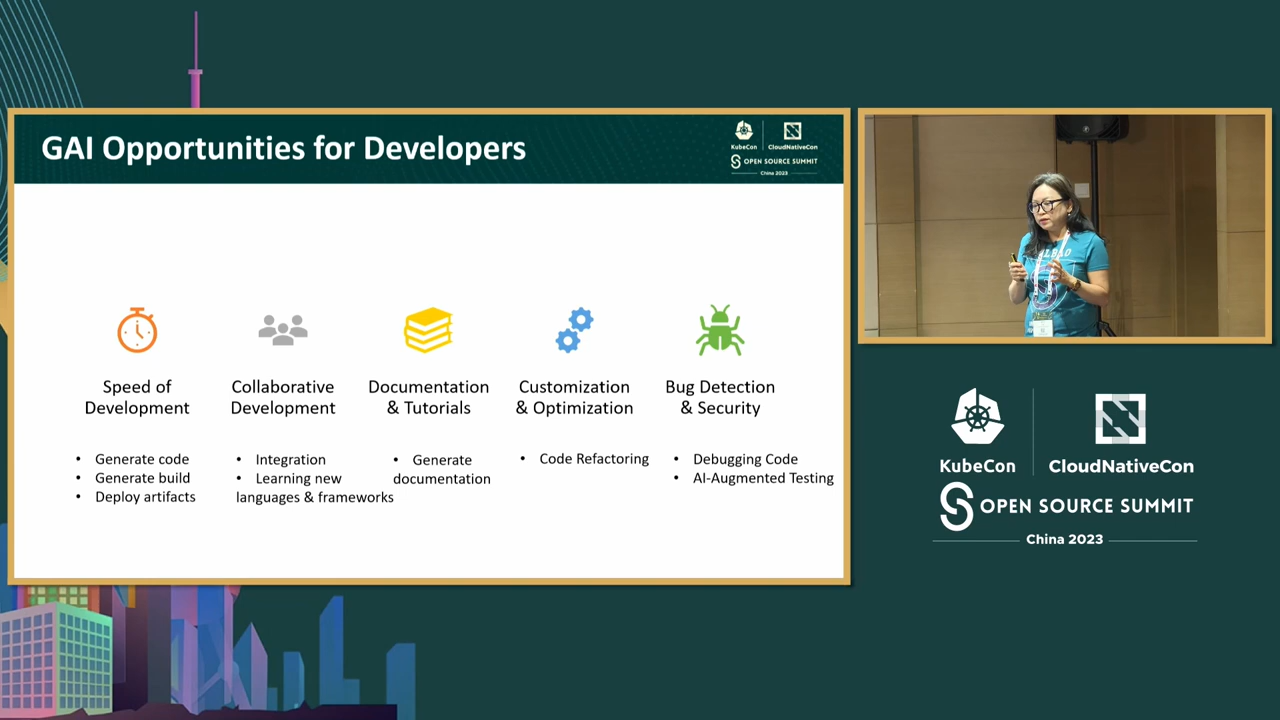 GAI Opportunities for Developers
KubeCon
CloudNativeCon
OPEN SOURCE SUMMIT
China 2023
Speed of
Development
Collaborative
Development
Documentation
& Tutorials
Customization
& Optimization
Bug Detection
& Security
• Generate code
• Generate build
• Deploy artifacts
• Integration
• Learning new
languages & frameworks
• Generate
documentation
• Code Refactoring
• Debugging Code
• AI-Augmented Testing
KubeCon
CloudNativeCon
OPEN SOURCE SUMMIT
China 2023